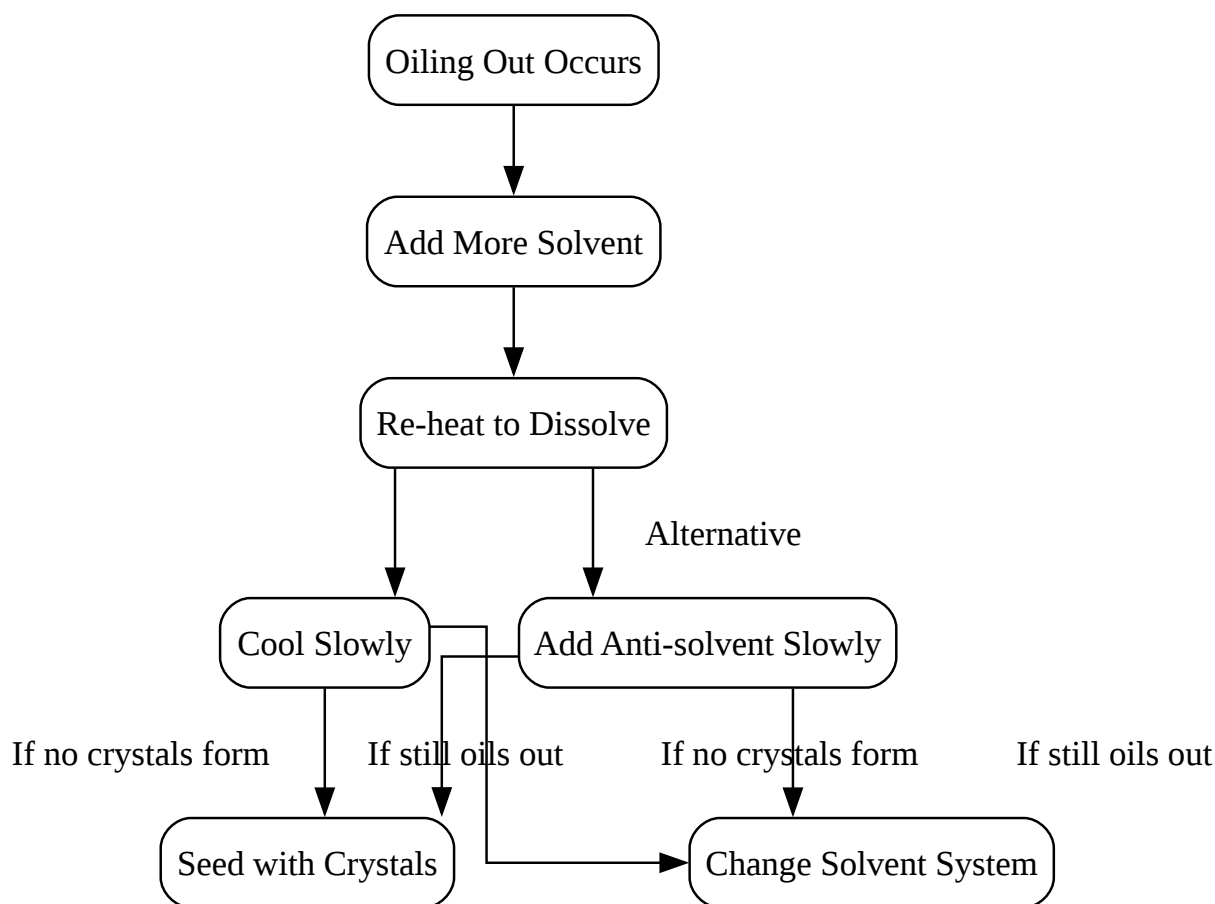 Oiling Out Occurs
Add More Solvent
Re-heat to Dissolve
Alternative
Cool Slowly
Add Anti-solvent Slowly
If no crystals form
If still oils out
If no crystals form
If still oils out
Seed with Crystals
Change Solvent System